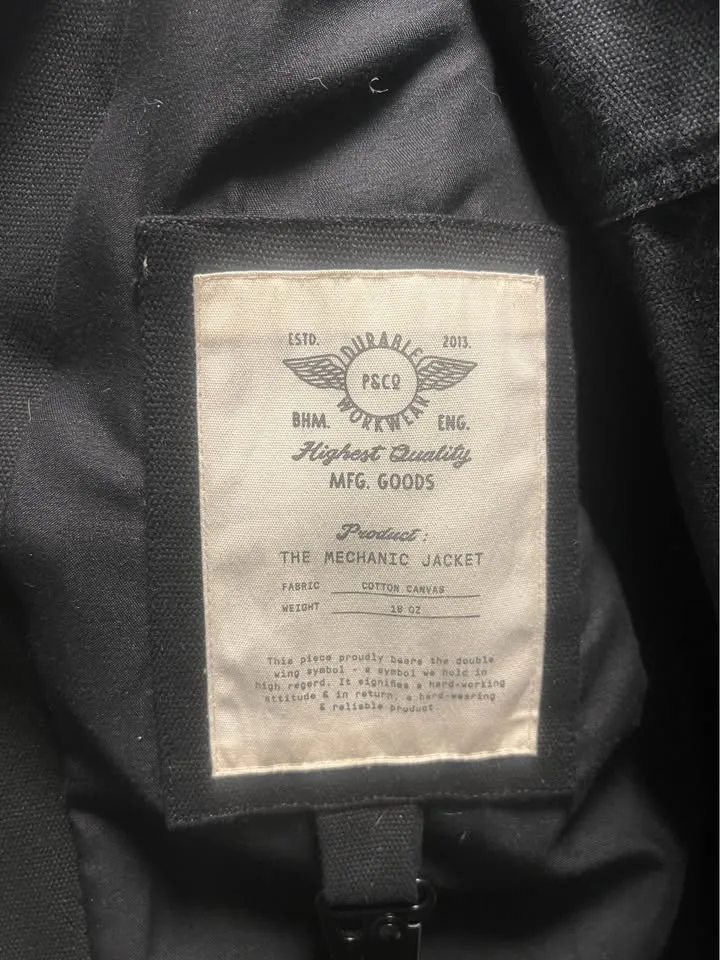 ESTD. DURABLE 2013.
P&CO
WORKWEAR
BHM. ENG.
Highest Quality
MFG. GOODS
Product:
THE MECHANIC JACKET
FABRIC COTTON CANVAS
WEIGHT 18 OZ
This piece proudly bears the double
wing symbol - a symbol we hold in
high regard. It signifies a hard-working
attitude & in return, a hard-wearing
& reliable product.